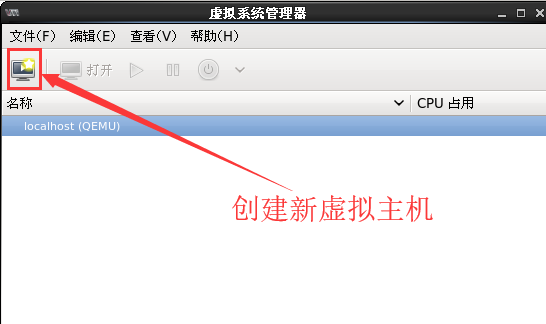 虚拟系统管理器
文件(F) 编辑(E) 查看(V) 帮助(H)
打开
名称 CPU 占用
localhost (QEMU)
创建新虚拟主机